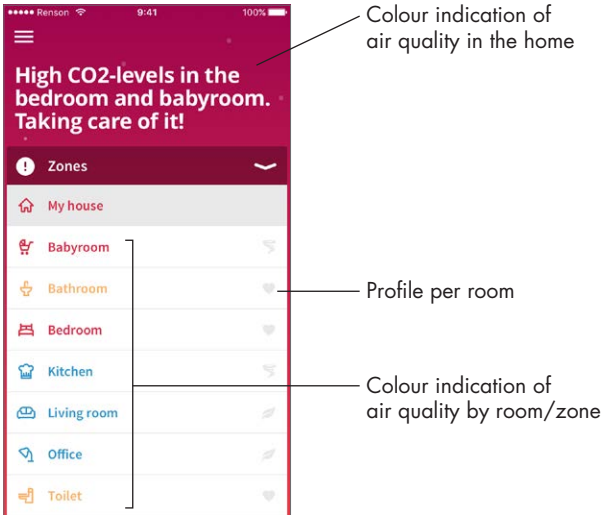 Renson
9:41
100%
High CO2-levels in the
bedroom and babyroom.
Taking care of it!
Zones
My house
Babyroom
Bathroom
Bedroom
Kitchen
Living room
Office
Toilet
Colour indication of
air quality in the home
Profile per room
Colour indication of
air quality by room/zone